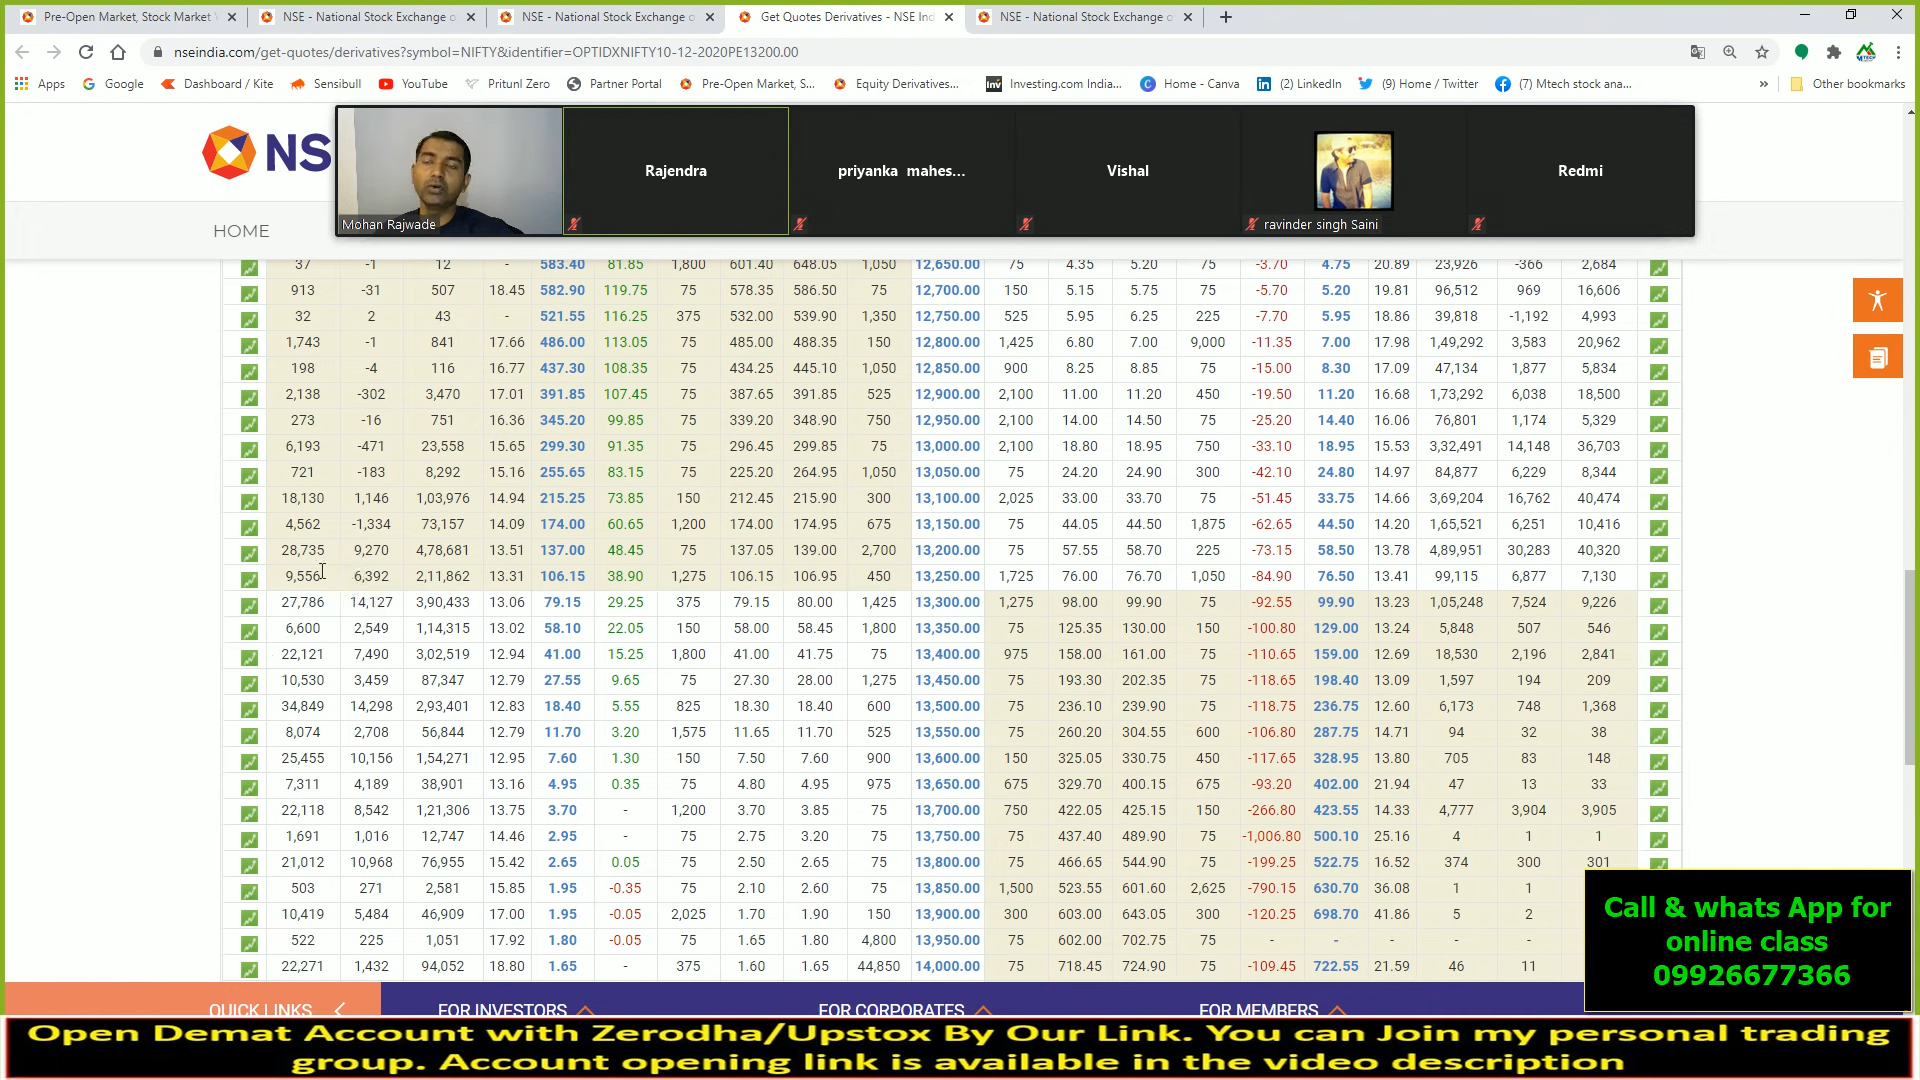 Pre-Open Market, Stock Market
NSE - National Stock Exchange o
NSE - National Stock Exchange o
Get Quotes Derivatives - NSE Ind
NSE - National Stock Exchange o
nseindia.com/get-quotes/derivatives?symbol=NIFTY&identifier=OPTIDXNIFTY10-12-2020PE13200.00
Apps Google Dashboard / Kite Sensibull YouTube Pritunl Zero Partner Portal Pre-Open Market, S... Equity Derivatives... Investing.com India... Home - Canva (2) LinkedIn (9) Home / Twitter (7) Mtech stock ana... » Other bookmarks
NS
Mohan Rajwade
Rajendra
priyanka mahes...
Vishal
ravinder singh Saini
Redmi
HOME
37 -1 12 - 583.40 81.85 1,800 601.40 648.05 1,050 12,650.00 75 4.35 5.20 75 -3.70 4.75 20.89 23,926 -366 2,684
913 -31 507 18.45 582.90 119.75 75 578.35 586.50 75 12,700.00 150 5.15 5.75 75 -5.70 5.20 19.81 96,512 969 16,606
32 2 43 - 521.55 116.25 375 532.00 539.90 1,350 12,750.00 525 5.95 6.25 225 -7.70 5.95 18.86 39,818 -1,192 4,993
1,743 -1 841 17.66 486.00 113.05 75 485.00 488.35 150 12,800.00 1,425 6.80 7.00 9,000 -11.35 7.00 17.98 1,49,292 3,583 20,962
198 -4 116 16.77 437.30 108.35 75 434.25 445.10 1,050 12,850.00 900 8.25 8.85 75 -15.00 8.30 17.09 47,134 1,877 5,834
2,138 -302 3,470 17.01 391.85 107.45 75 387.65 391.85 525 12,900.00 2,100 11.00 11.20 450 -19.50 11.20 16.68 1,73,292 6,038 18,500
273 -16 751 16.36 345.20 99.85 75 339.20 348.90 750 12,950.00 2,100 14.00 14.50 75 -25.20 14.40 16.06 76,801 1,174 5,329
6,193 -471 23,558 15.65 299.30 91.35 75 296.45 299.85 75 13,000.00 2,100 18.80 18.95 750 -33.10 18.95 15.53 3,32,491 14,148 36,703
721 -183 8,292 15.16 255.65 83.15 75 225.20 264.95 1,050 13,050.00 75 24.20 24.90 300 -42.10 24.80 14.97 84,877 6,229 8,344
18,130 1,146 1,03,976 14.94 215.25 73.85 150 212.45 215.90 300 13,100.00 2,025 33.00 33.70 75 -51.45 33.75 14.66 3,69,204 16,762 40,474
4,562 -1,334 73,157 14.09 174.00 60.65 1,200 174.00 174.95 675 13,150.00 75 44.05 44.50 1,875 -62.65 44.50 14.20 1,65,521 6,251 10,416
28,735 9,270 4,78,681 13.51 137.00 48.45 75 137.05 139.00 2,700 13,200.00 75 57.55 58.70 225 -73.15 58.50 13.78 4,89,951 30,283 40,320
9,556 6,392 2,11,862 13.31 106.15 38.90 1,275 106.15 106.95 450 13,250.00 1,725 76.00 76.70 1,050 -84.90 76.50 13.41 99,115 6,877 7,130
27,786 14,127 3,90,433 13.06 79.15 29.25 375 79.15 80.00 1,425 13,300.00 1,275 98.00 99.90 75 -92.55 99.90 13.23 1,05,248 7,524 9,226
6,600 2,549 1,14,315 13.02 58.10 22.05 150 58.00 58.45 1,800 13,350.00 75 125.35 130.00 150 -100.80 129.00 13.24 5,848 507 546
22,121 7,490 3,02,519 12.94 41.00 15.25 1,800 41.00 41.75 75 13,400.00 975 158.00 161.00 75 -110.65 159.00 12.69 18,530 2,196 2,841
10,530 3,459 87,347 12.79 27.55 9.65 75 27.30 28.00 1,275 13,450.00 75 193.30 202.35 75 -118.65 198.40 13.09 1,597 194 209
34,849 14,298 2,93,401 12.83 18.40 5.55 825 18.30 18.40 600 13,500.00 75 236.10 239.90 75 -118.75 236.75 12.60 6,173 748 1,368
8,074 2,708 56,844 12.79 11.70 3.20 1,575 11.65 11.70 525 13,550.00 75 260.20 304.55 600 -106.80 287.75 14.71 94 32 38
25,455 10,156 1,54,271 12.95 7.60 1.30 150 7.50 7.60 900 13,600.00 150 325.05 330.75 450 -117.65 328.95 13.80 705 83 148
7,311 4,189 38,901 13.16 4.95 0.35 75 4.80 4.95 975 13,650.00 675 329.70 400.15 675 -93.20 402.00 21.94 47 13 33
22,118 8,542 1,21,306 13.75 3.70 - 1,200 3.70 3.85 75 13,700.00 750 422.05 425.15 150 -266.80 423.55 14.33 4,777 3,904 3,905
1,691 1,016 12,747 14.46 2.95 - 75 2.75 3.20 75 13,750.00 75 437.40 489.90 75 -1,006.80 500.10 25.16 4 1 1
21,012 10,968 76,955 15.42 2.65 0.05 75 2.50 2.65 75 13,800.00 75 466.65 544.90 75 -199.25 522.75 16.52 374 300 301
503 271 2,581 15.85 1.95 -0.35 75 2.10 2.60 75 13,850.00 1,500 523.55 601.60 2,625 -790.15 630.70 36.08 1 1
10,419 5,484 46,909 17.00 1.95 -0.05 2,025 1.70 1.90 150 13,900.00 300 603.00 643.05 300 -120.25 698.70 41.86 5 2
522 225 1,051 17.92 1.80 -0.05 75 1.65 1.80 4,800 13,950.00 75 602.00 702.75 75 - - - - -
22,271 1,432 94,052 18.80 1.65 - 375 1.60 1.65 44,850 14,000.00 75 718.45 724.90 75 -109.45 722.55 21.59 46 11
Call & whats App for
online class
09926677366
QUICK LINKS FOR INVESTORS FOR CORPORATES FOR MEMBERS
Open Demat Account with Zerodha/Upstox By Our Link. You can Join my personal trading
group. Account opening link is available in the video description